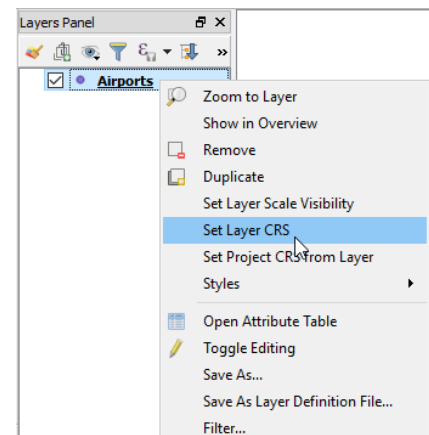 Layers Panel
Airports
Zoom to Layer
Show in Overview
Remove
Duplicate
Set Layer Scale Visibility
Set Layer CRS
Set Project CRS from Layer
Styles
Open Attribute Table
Toggle Editing
Save As...
Save As Layer Definition File...
Filter...